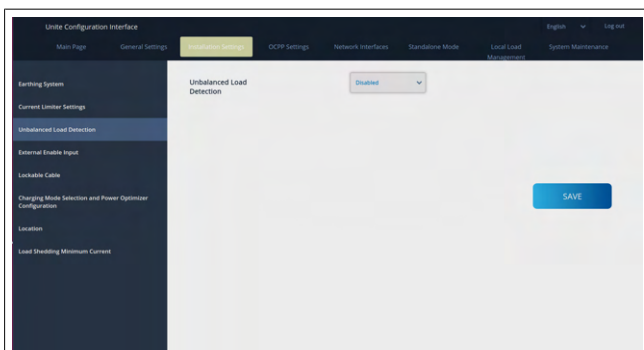 Unite Configuration Interface
English
Log out
Main Page
General Settings
Installation Settings
OCPP Settings
Network Interfaces
Standalone Mode
Local Load
Management
System Maintenance
Earthing System
Current Limiter Settings
Unbalanced Load Detection
External Enable Input
Lockable Cable
Charging Mode Selection and Power Optimizer
Configuration
Location
Load Shedding Minimum Current
Unbalanced Load
Detection
Disabled
SAVE